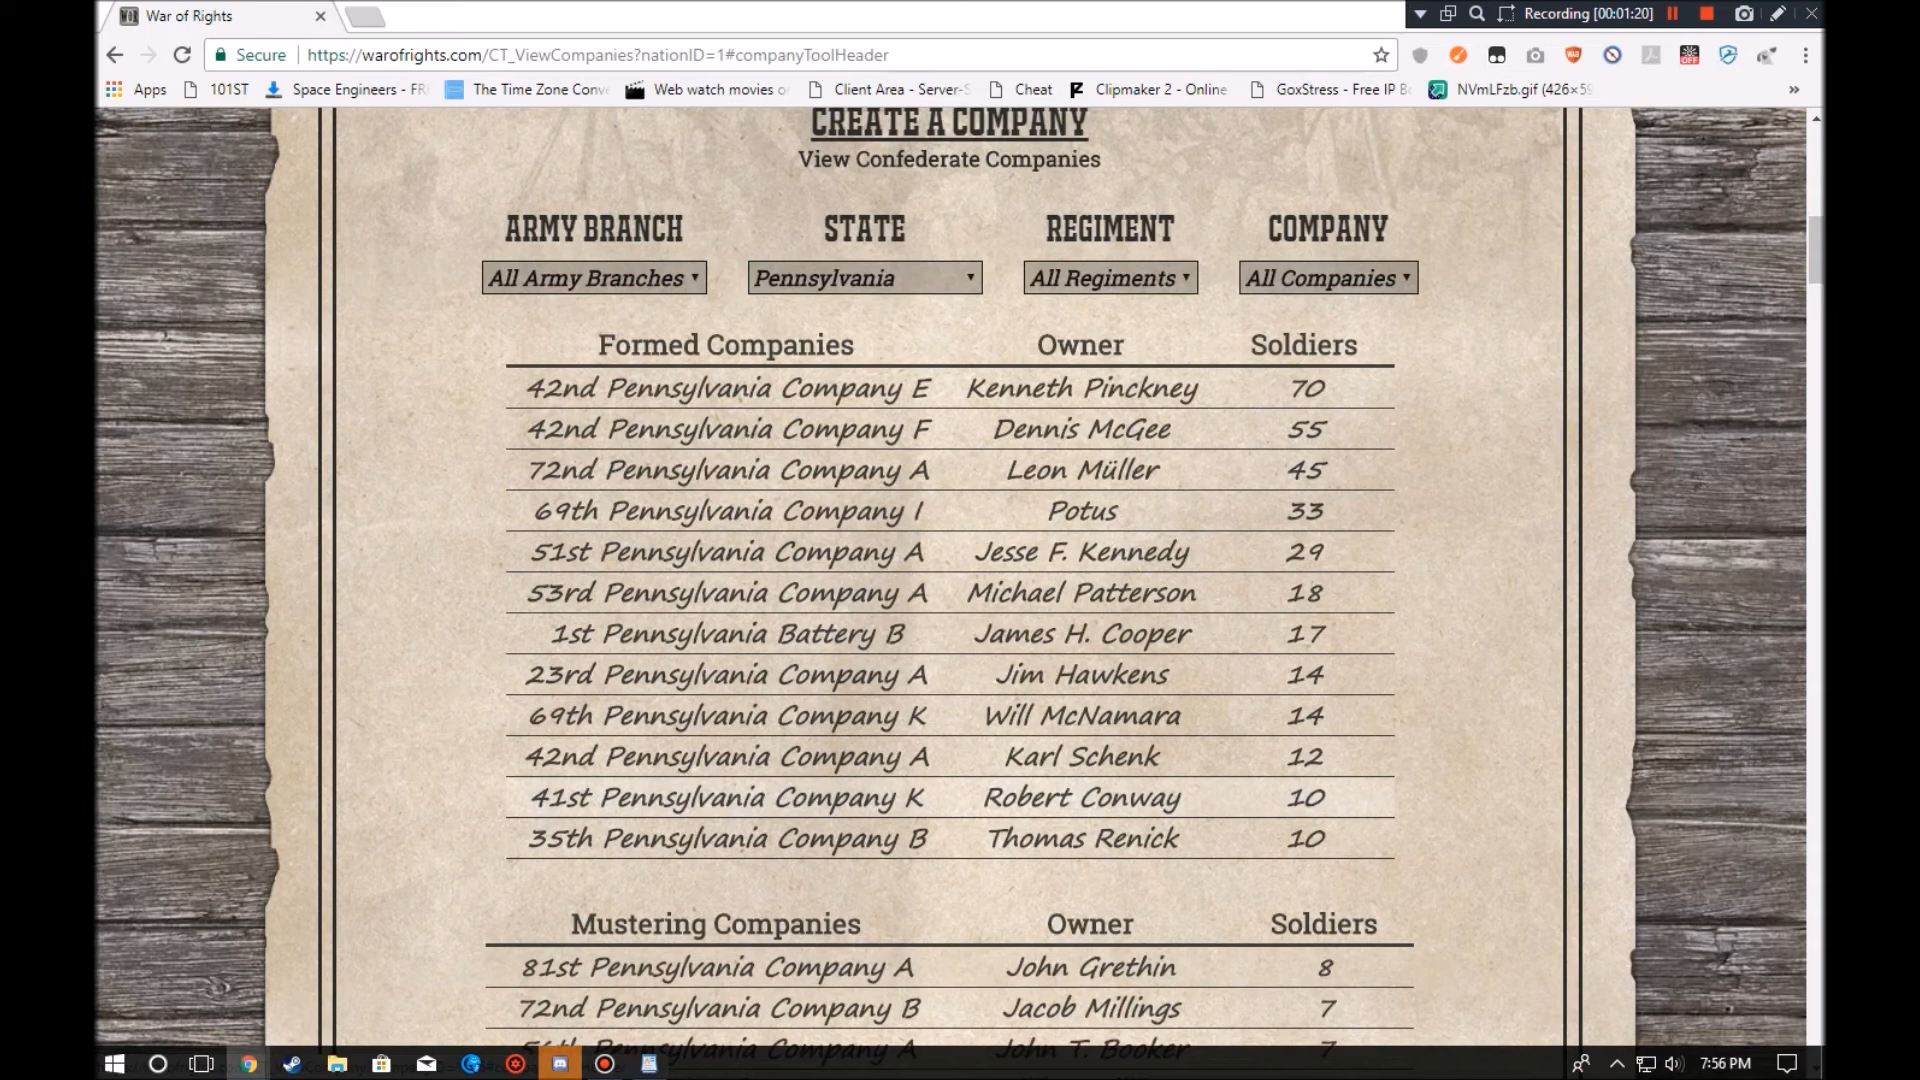 War of Rights
Recording [00:01:20]
Secure https://warofrights.com/CT_ViewCompanies?nationID=1#companyToolHeader
Apps 101ST Space Engineers - FR The Time Zone Conv Web watch movies o Client Area - Server-S Cheat Clipmaker 2 - Online GoxStress - Free IP Bo NVmLFzb.gif (426×59 »
CREATE A COMPANY
View Confederate Companies
ARMY BRANCH STATE REGIMENT COMPANY
All Army Branches Pennsylvania All Regiments All Companies
Formed Companies Owner Soldiers
42nd Pennsylvania Company E Kenneth Pinckney 70
42nd Pennsylvania Company F Dennis McGee 55
72nd Pennsylvania Company A Leon Müller 45
69th Pennsylvania Company I Potus 33
51st Pennsylvania Company A Jesse F. Kennedy 29
53rd Pennsylvania Company A Michael Patterson 18
1st Pennsylvania Battery B James H. Cooper 17
23rd Pennsylvania Company A Jim Hawkens 14
69th Pennsylvania Company K Will McNamara 14
42nd Pennsylvania Company A Karl Schenk 12
41st Pennsylvania Company K Robert Conway 10
35th Pennsylvania Company B Thomas Renick 10
Mustering Companies Owner Soldiers
81st Pennsylvania Company A John Grethin 8
72nd Pennsylvania Company B Jacob Millings 7
Pennsylvania Company A John T. Booker 7
7:56 PM